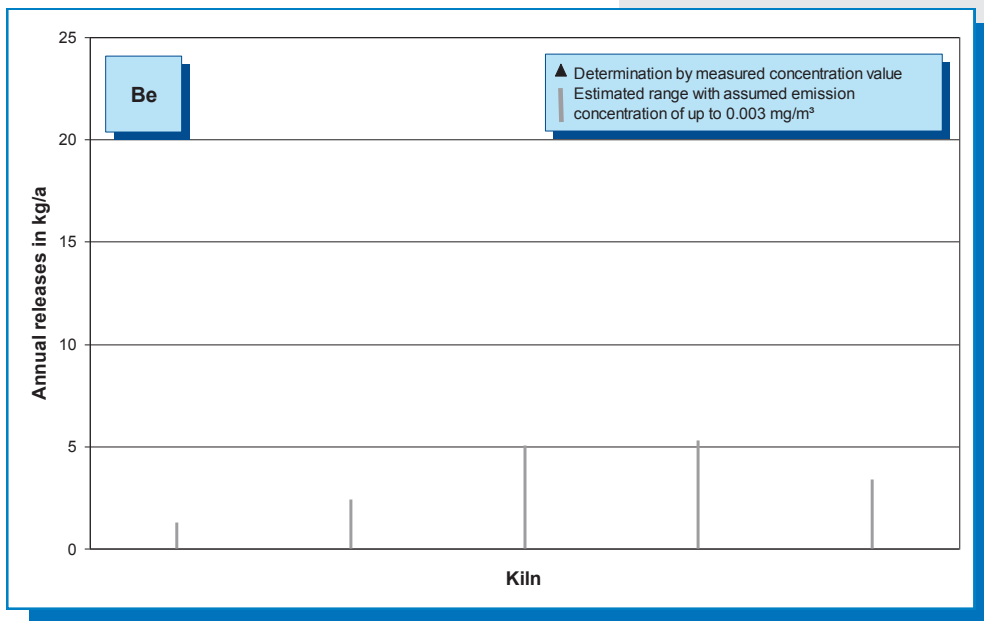 Be
Determination by measured concentration value
Estimated range with assumed emission
concentration of up to 0.003 mg/m³
Annual releases in kg/a
25
20
15
10
5
0
Kiln